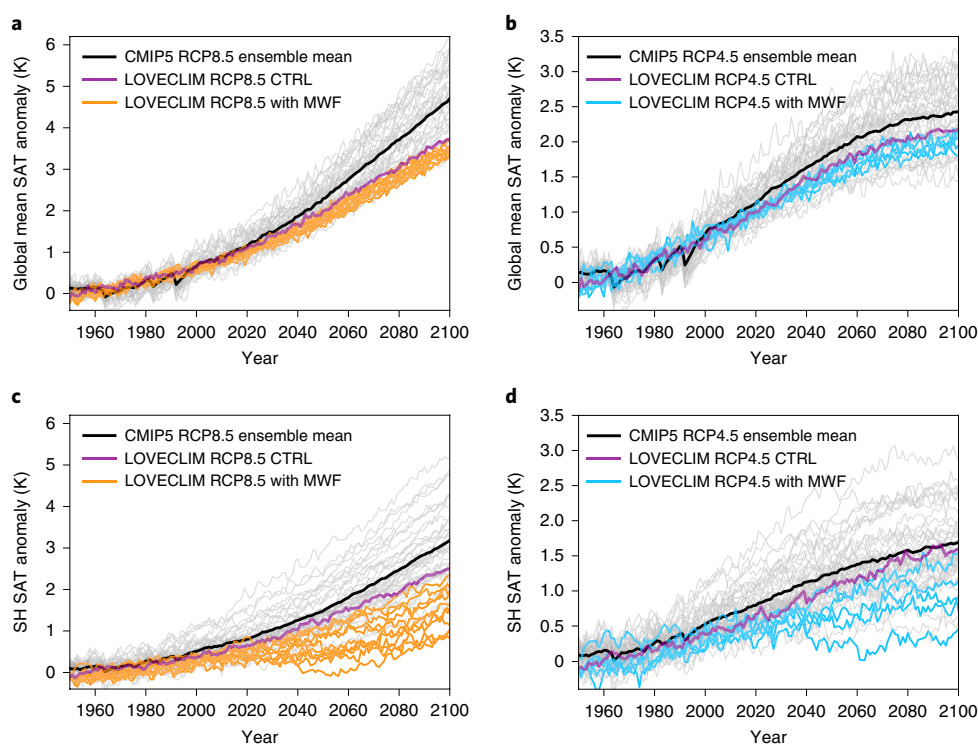 a
CMIP5 RCP8.5 ensemble mean
LOVECLIM RCP8.5 CTRL
LOVECLIM RCP8.5 with MWF
Global mean SAT anomaly (K)
6
5
4
3
2
1
0
1960 1980 2000 2020 2040 2060 2080 2100
Year
b
CMIP5 RCP4.5 ensemble mean
LOVECLIM RCP4.5 CTRL
LOVECLIM RCP4.5 with MWF
Global mean SAT anomaly (K)
3.5
3.0
2.5
2.0
1.5
1.0
0.5
0
1960 1980 2000 2020 2040 2060 2080 2100
Year
c
CMIP5 RCP8.5 ensemble mean
LOVECLIM RCP8.5 CTRL
LOVECLIM RCP8.5 with MWF
SH SAT anomaly (K)
6
5
4
3
2
1
0
1960 1980 2000 2020 2040 2060 2080 2100
Year
d
CMIP5 RCP4.5 ensemble mean
LOVECLIM RCP4.5 CTRL
LOVECLIM RCP4.5 with MWF
SH SAT anomaly (K)
3.5
3.0
2.5
2.0
1.5
1.0
0.5
0
1960 1980 2000 2020 2040 2060 2080 2100
Year